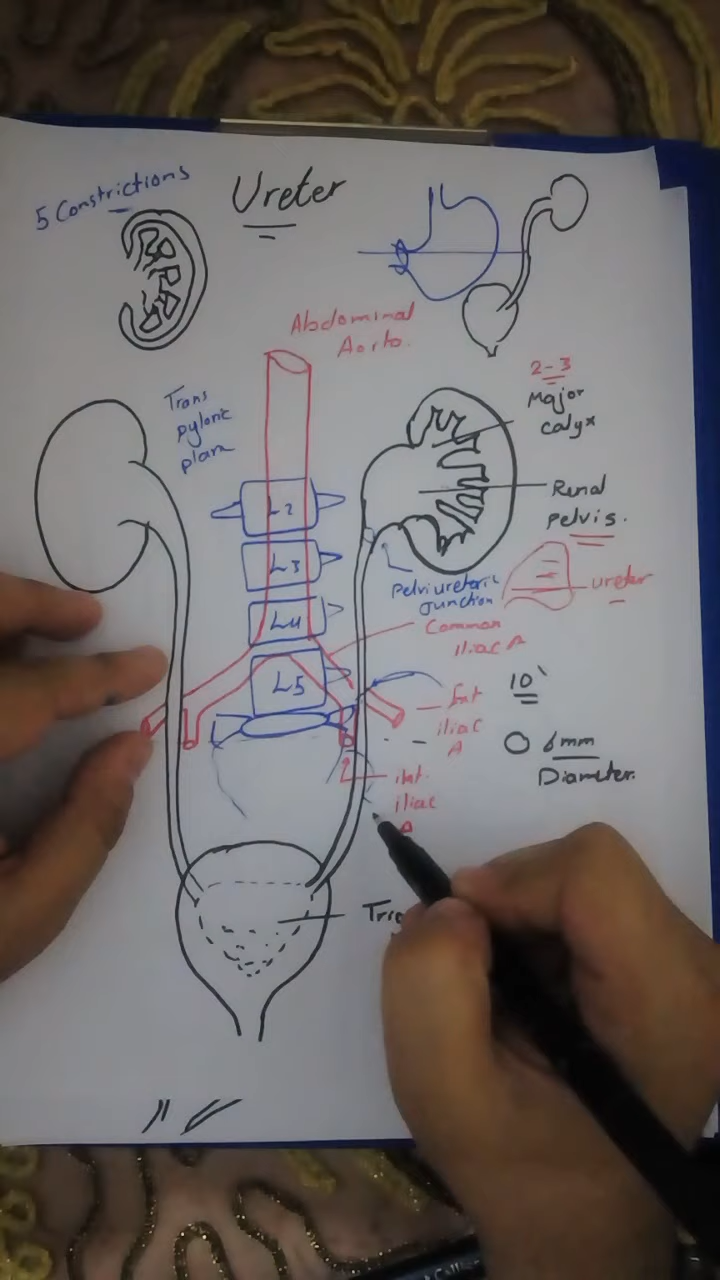 5 Constrictions
Ureter
Abdominal
Aorta.
Trans
pyloric
plane
2-3
Major
calyx
Renal
pelvis.
L2
L3
L4
L5
Pelviureteric
Junction
ureter
Common
iliac A
Ext
iliac
A
10`
6mm
Diameter.
int.
iliac
A
Trig